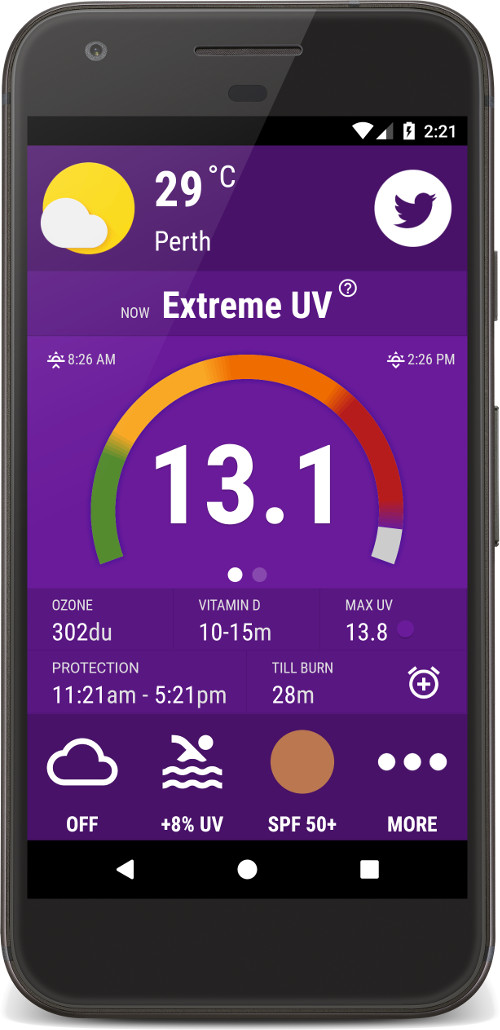 2:21
29 °C
Perth
NOW Extreme UV ?
8:26 AM 2:26 PM
13.1
OZONE VITAMIN D MAX UV
302du 10-15m 13.8
PROTECTION TILL BURN
11:21am - 5:21pm 28m
OFF +8% UV SPF 50+ MORE